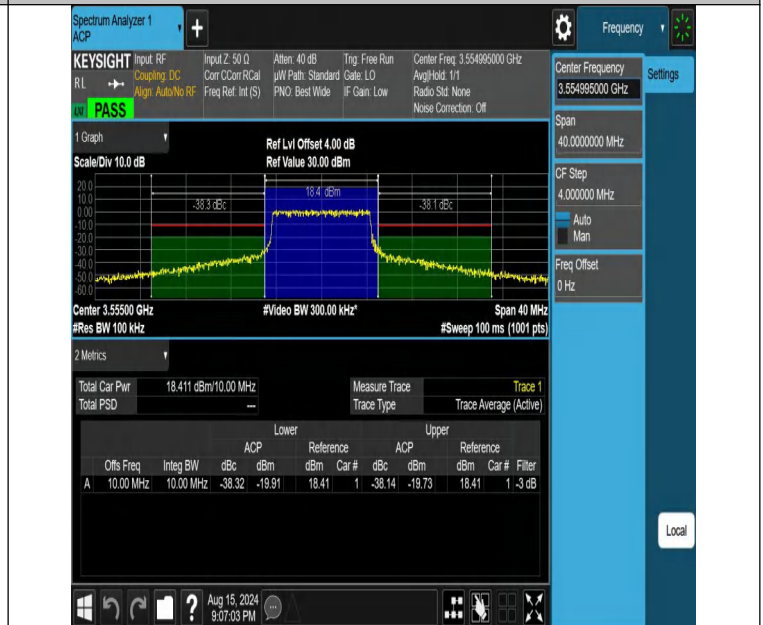 Spectrum Analyzer 1
ACP
+
Frequency
KEYSIGHT
Input: RF
Coupling: DC
Align: Auto/No RF
Input Z: 50 Ω
Corr CCorr RCal
Freq Ref: Int (S)
Atten: 40 dB
µW Path: Standard
PNO: Best Wide
Trig: Free Run
Gate: LO
IF Gain: Low
Center Freq: 3.554995000 GHz
Avg|Hold: 1/1
Radio Std: None
Noise Correction: Off
RL
PASS
Center Frequency
3.554995000 GHz
Settings
Span
40.0000000 MHz
CF Step
4.000000 MHz
Auto
Man
Freq Offset
0 Hz
1 Graph
Scale/Div 10.0 dB
Ref Lvl Offset 4.00 dB
Ref Value 30.00 dBm
20.0
10.0
0.00
-10.0
-20.0
-30.0
-40.0
-50.0
-60.0
-38.3 dBc
18.4 dBm
-38.1 dBc
Center 3.55500 GHz
#Video BW 300.00 kHz*
Span 40 MHz
#Res BW 100 kHz
#Sweep 100 ms (1001 pts)
2 Metrics
Total Car Pwr 18.411 dBm/10.00 MHz Measure Trace Trace 1
Total PSD --- Trace Type Trace Average (Active)
Lower Upper
ACP Reference ACP Reference
Offs Freq Integ BW dBc dBm dBm Car # dBc dBm dBm Car # Filter
A 10.00 MHz 10.00 MHz -38.32 -19.91 18.41 1 -38.14 -19.73 18.41 1 -3 dB
Local
?
Aug 15, 2024
9:07:03 PM